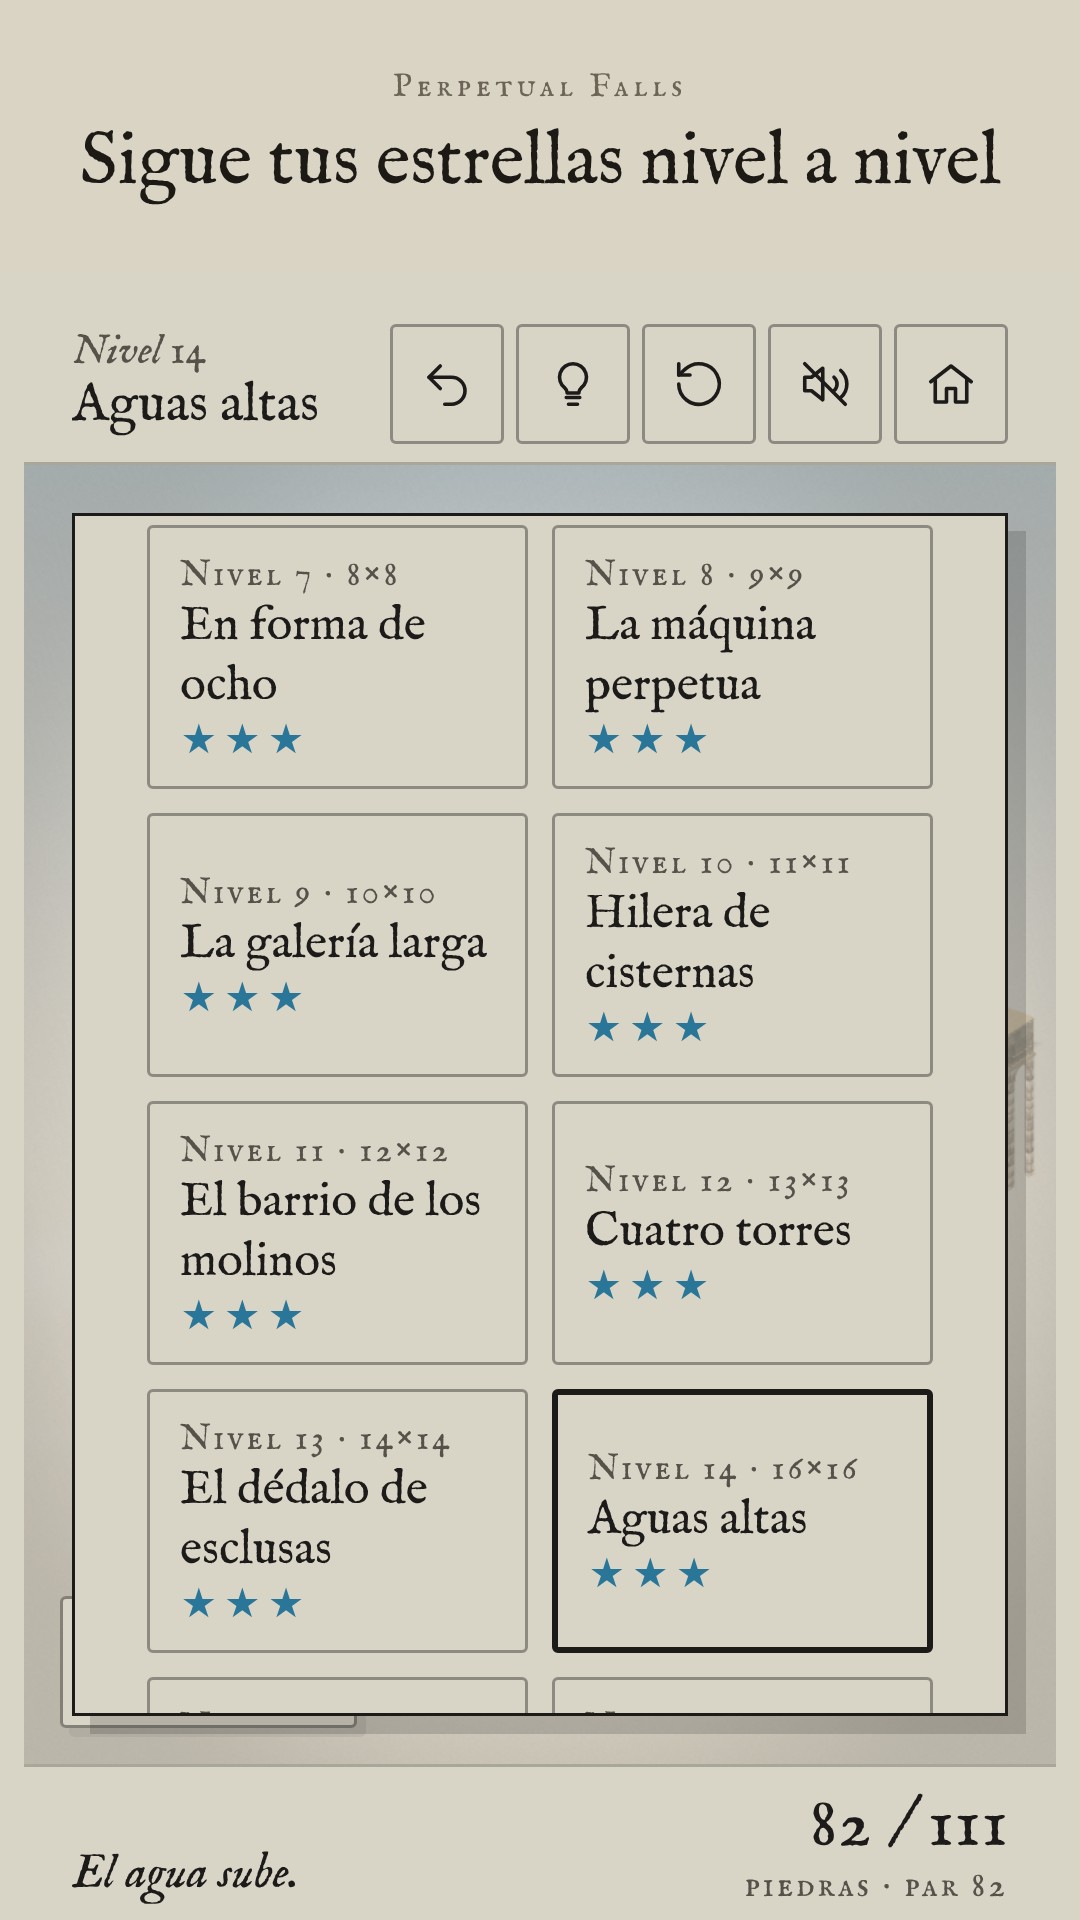 Perpetual Falls
Sigue tus estrellas nivel a nivel
Nivel 14
Aguas altas
Nivel 7 · 8×8
En forma de
ocho
★★★
Nivel 8 · 9×9
La máquina
perpetua
★★★
Nivel 9 · 10×10
La galería larga
★★★
Nivel 10 · 11×11
Hilera de
cisternas
★★★
Nivel 11 · 12×12
El barrio de los
molinos
★★★
Nivel 12 · 13×13
Cuatro torres
★★★
Nivel 13 · 14×14
El dédalo de
esclusas
★★★
Nivel 14 · 16×16
Aguas altas
★★★
El agua sube.
82 / 111
piedras · par 82